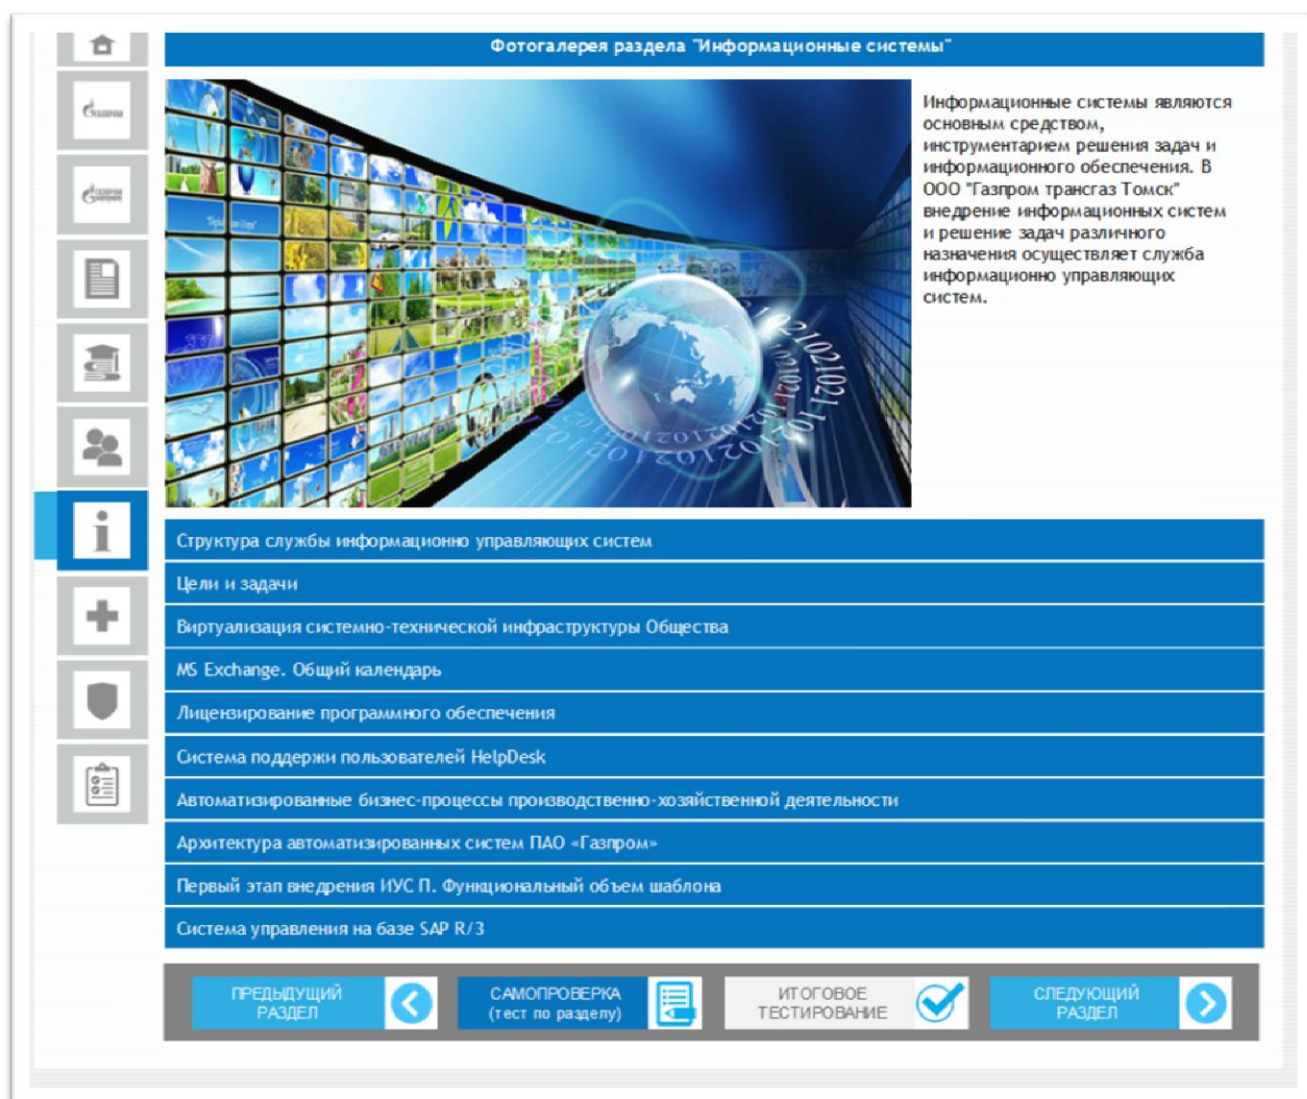 Фотогалерея раздела "Информационные системы"
ГАЗПРОМ
Информационные системы являются
основным средством,
инструментарием решения задач и
информационного обеспечения. В
ООО "Газпром трансгаз Томск"
внедрение информационных систем
и решение задач различного
назначения осуществляет служба
информационно управляющих
систем.
Структура службы информационно управляющих систем
Цели и задачи
Виртуализация системно-технической инфраструктуры Общества
MS Exchange. Общий календарь
Лицензирование программного обеспечения
Система поддержи пользователей HelpDesk
Автоматизированные бизнес-процессы производственно-хозяйственной деятельности
Архитектура автоматизированных систем ПАО «Газпром»
Первый этап внедрения ИУС П. Функциональный объем шаблона
Система управления на базе SAP R/3
ПРЕДЫДУЩИЙ
РАЗДЕЛ
САМОПРОВЕРКА
(тест по разделу)
ИТОГОВОЕ
ТЕСТИРОВАНИЕ
СЛЕДУЮЩИЙ
РАЗДЕЛ